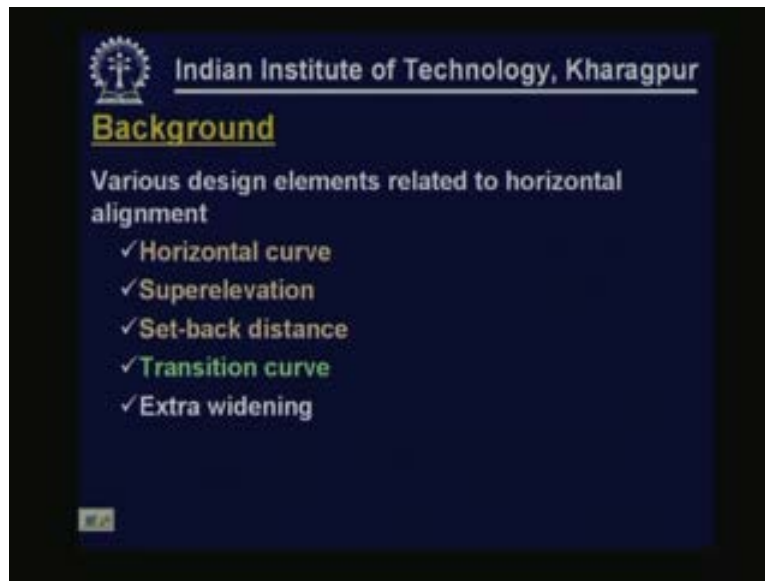 Indian Institute of Technology, Kharagpur
Background
Various design elements related to horizontal
alignment
✓Horizontal curve
✓Superelevation
✓Set-back distance
✓Transition curve
✓Extra widening